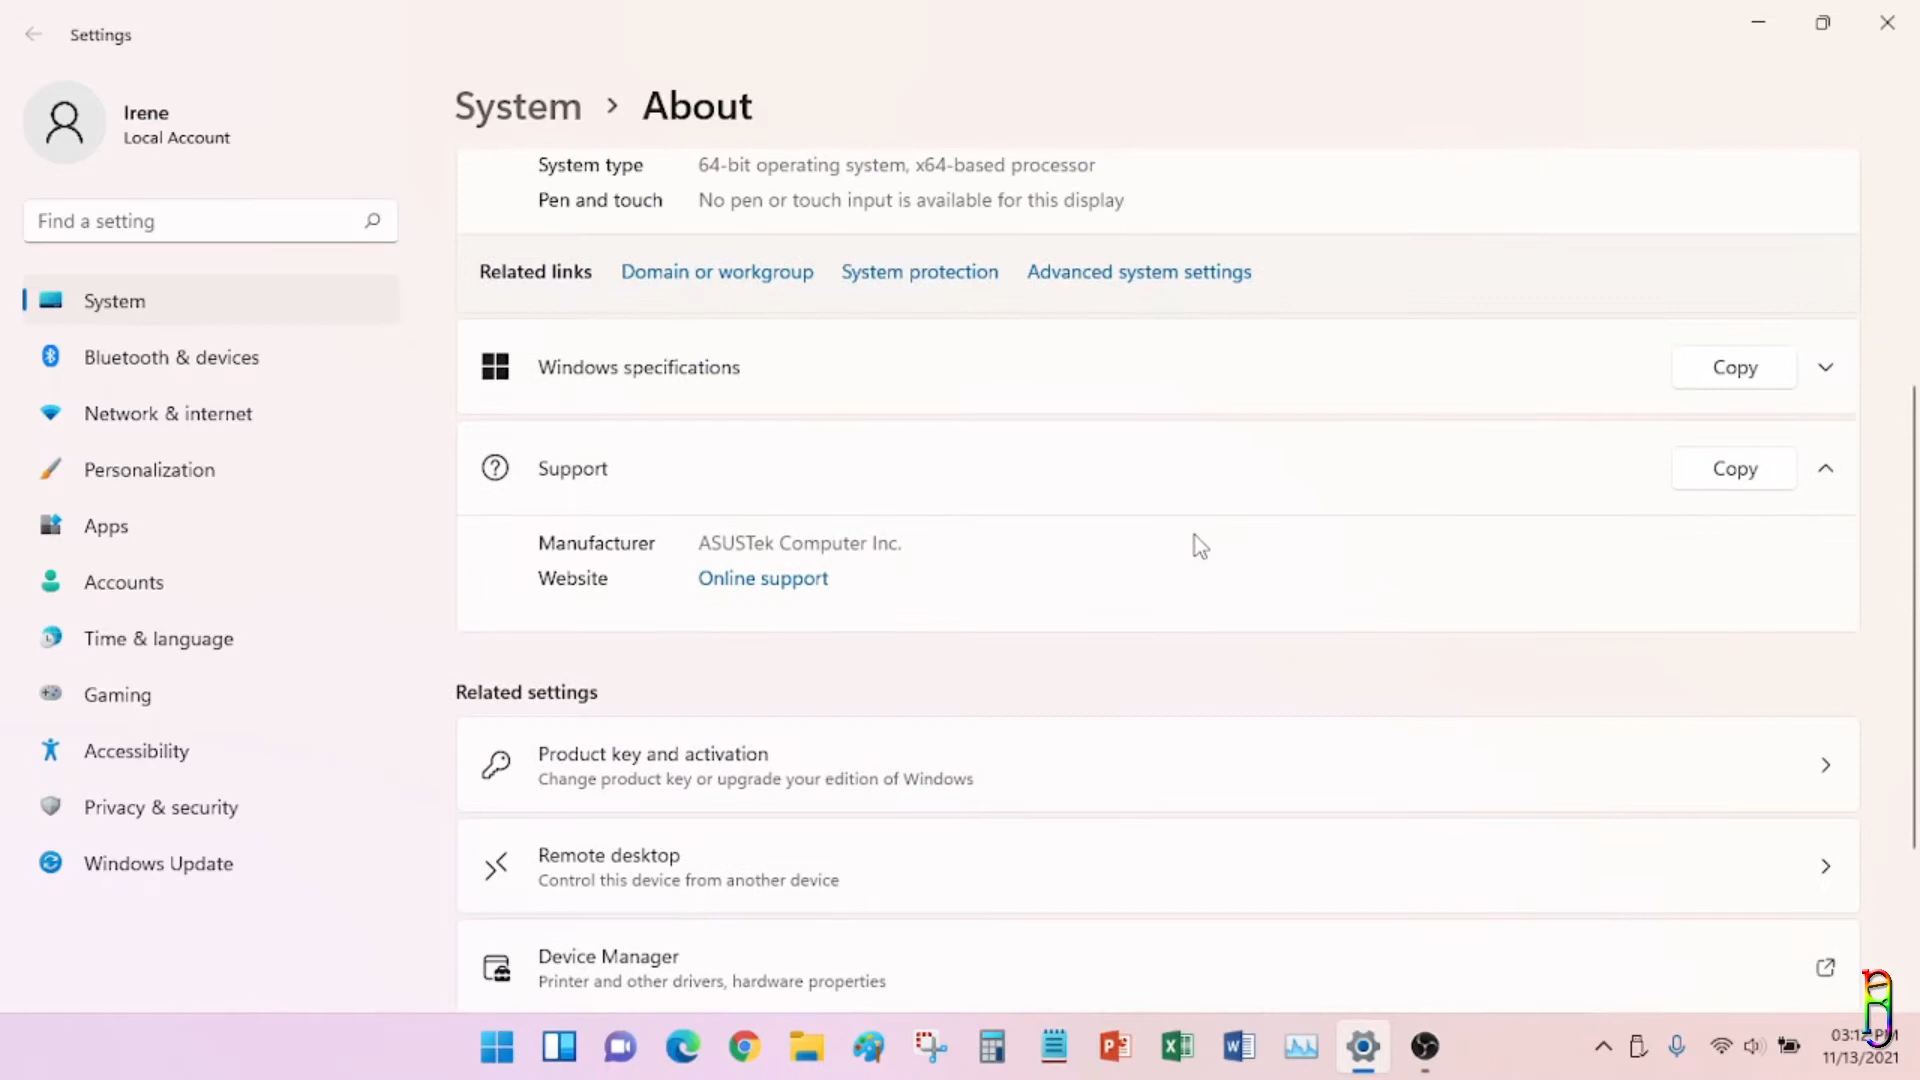 Settings
Irene
Local Account
Find a setting
System
Bluetooth & devices
Network & internet
Personalization
Apps
Accounts
Time & language
Gaming
Accessibility
Privacy & security
Windows Update
System > About
System type 64-bit operating system, x64-based processor
Pen and touch No pen or touch input is available for this display
Related links Domain or workgroup System protection Advanced system settings
Windows specifications Copy
Support Copy
Manufacturer ASUSTek Computer Inc.
Website Online support
Related settings
Product key and activation
Change product key or upgrade your edition of Windows
Remote desktop
Control this device from another device
Device Manager
Printer and other drivers, hardware properties
03:12 PM
11/13/2021